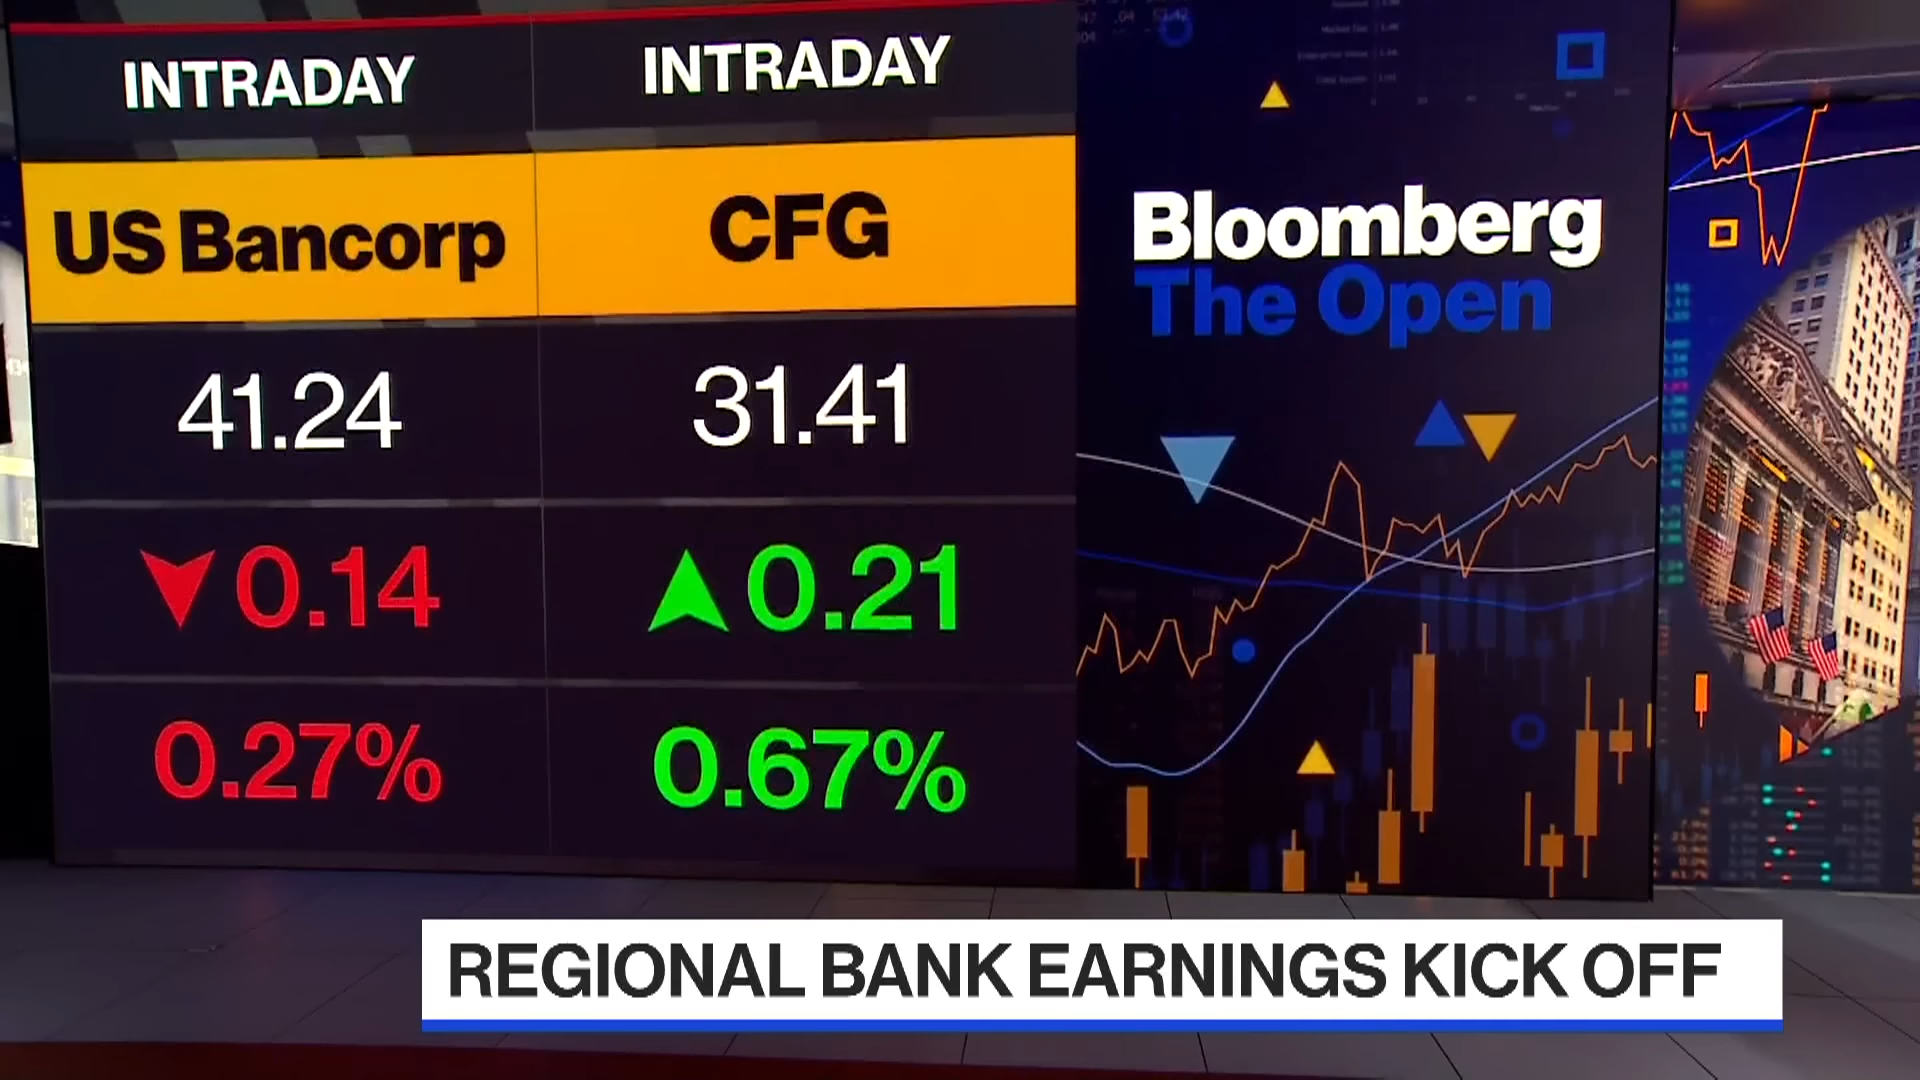 INTRADAY
INTRADAY
US Bancorp
CFG
41.24
31.41
0.14
0.21
0.27%
0.67%
Bloomberg
The Open
REGIONAL BANK EARNINGS KICK OFF